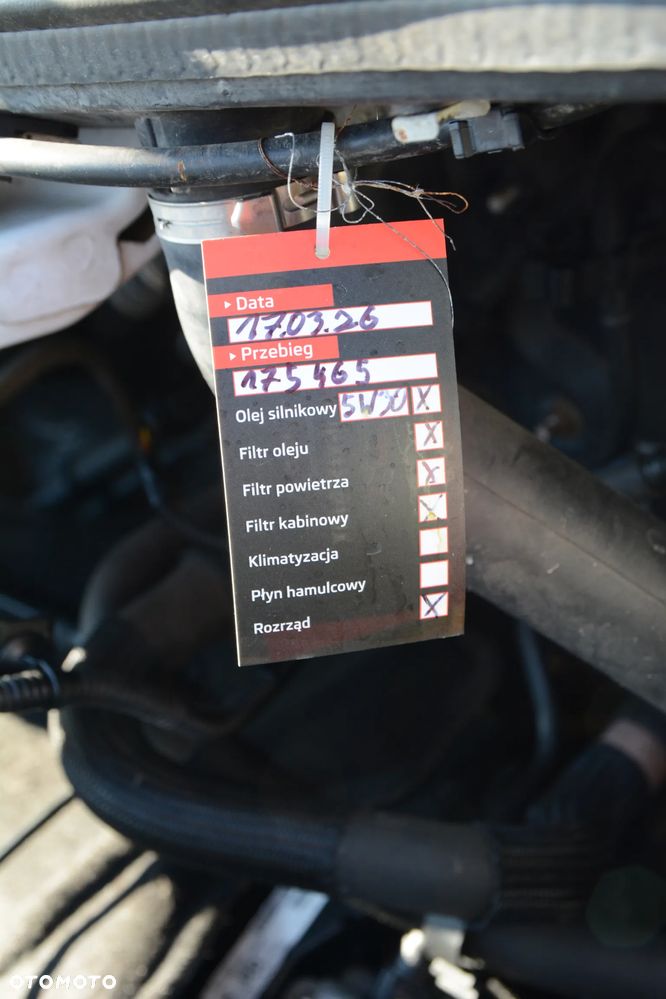 ▸ Data
17.03.26
▸ Przebieg
175465
Olej silnikowy 5W30 X
Filtr oleju X
Filtr powietrza X
Filtr kabinowy X
Klimatyzacja
Płyn hamulcowy
Rozrząd X
OTOMOTO